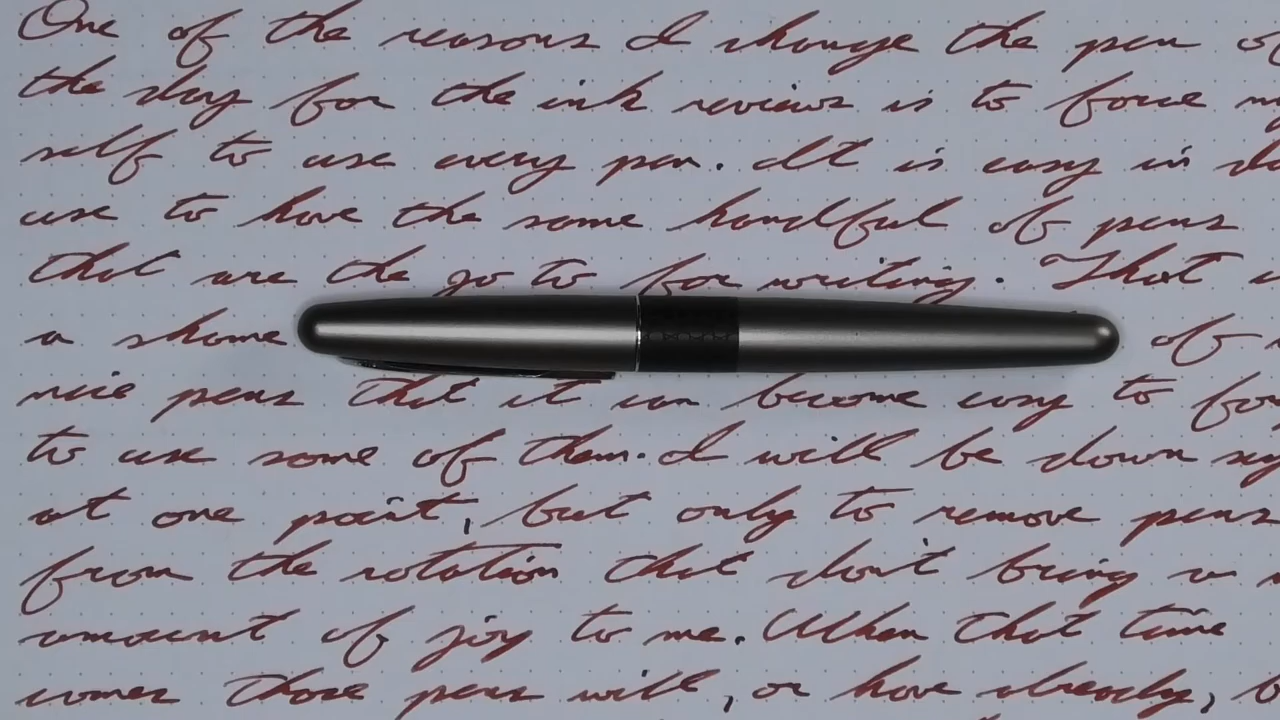 One of the reasons I change the pen of
the day for the ink reviews is to force my
self to use every pen. It is easy in
use to have the same handful of pens
that are the go to for writing. That
a shame of
nice pens that it can become easy to
to use some of them. I will be down
at one point, but only to remove pens
from the rotation that don't bring a
amount of joy to me. When that time
comes those pens will, or have already,